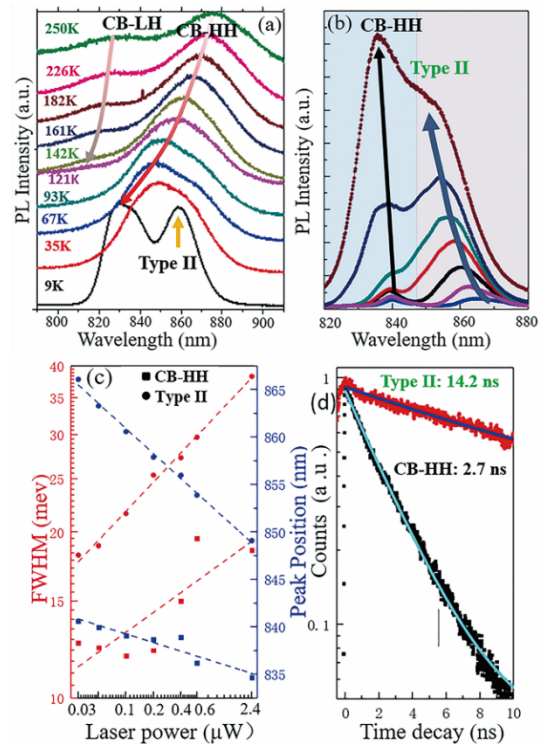 (a)
CB-LH
CB-HH
250K
226K
182K
161K
142K
121K
93K
67K
35K
9K
Type II
PL Intensity (a.u.)
800 820 840 860 880 900
Wavelength (nm)
(b)
CB-HH
Type II
PL Intensity (a.u.)
820 840 860 880
Wavelength (nm)
(c)
CB-HH
Type II
40
35
30
25
20
15
10
FWHM (mev)
865
860
855
850
845
840
835
Peak Position (nm)
0.03 0.1 0.2 0.4 0.6 2.4
Laser power (μW)
(d)
Type II: 14.2 ns
CB-HH: 2.7 ns
1
0.1
Counts (a.u.)
0 2 4 6 8 10
Time decay (ns)